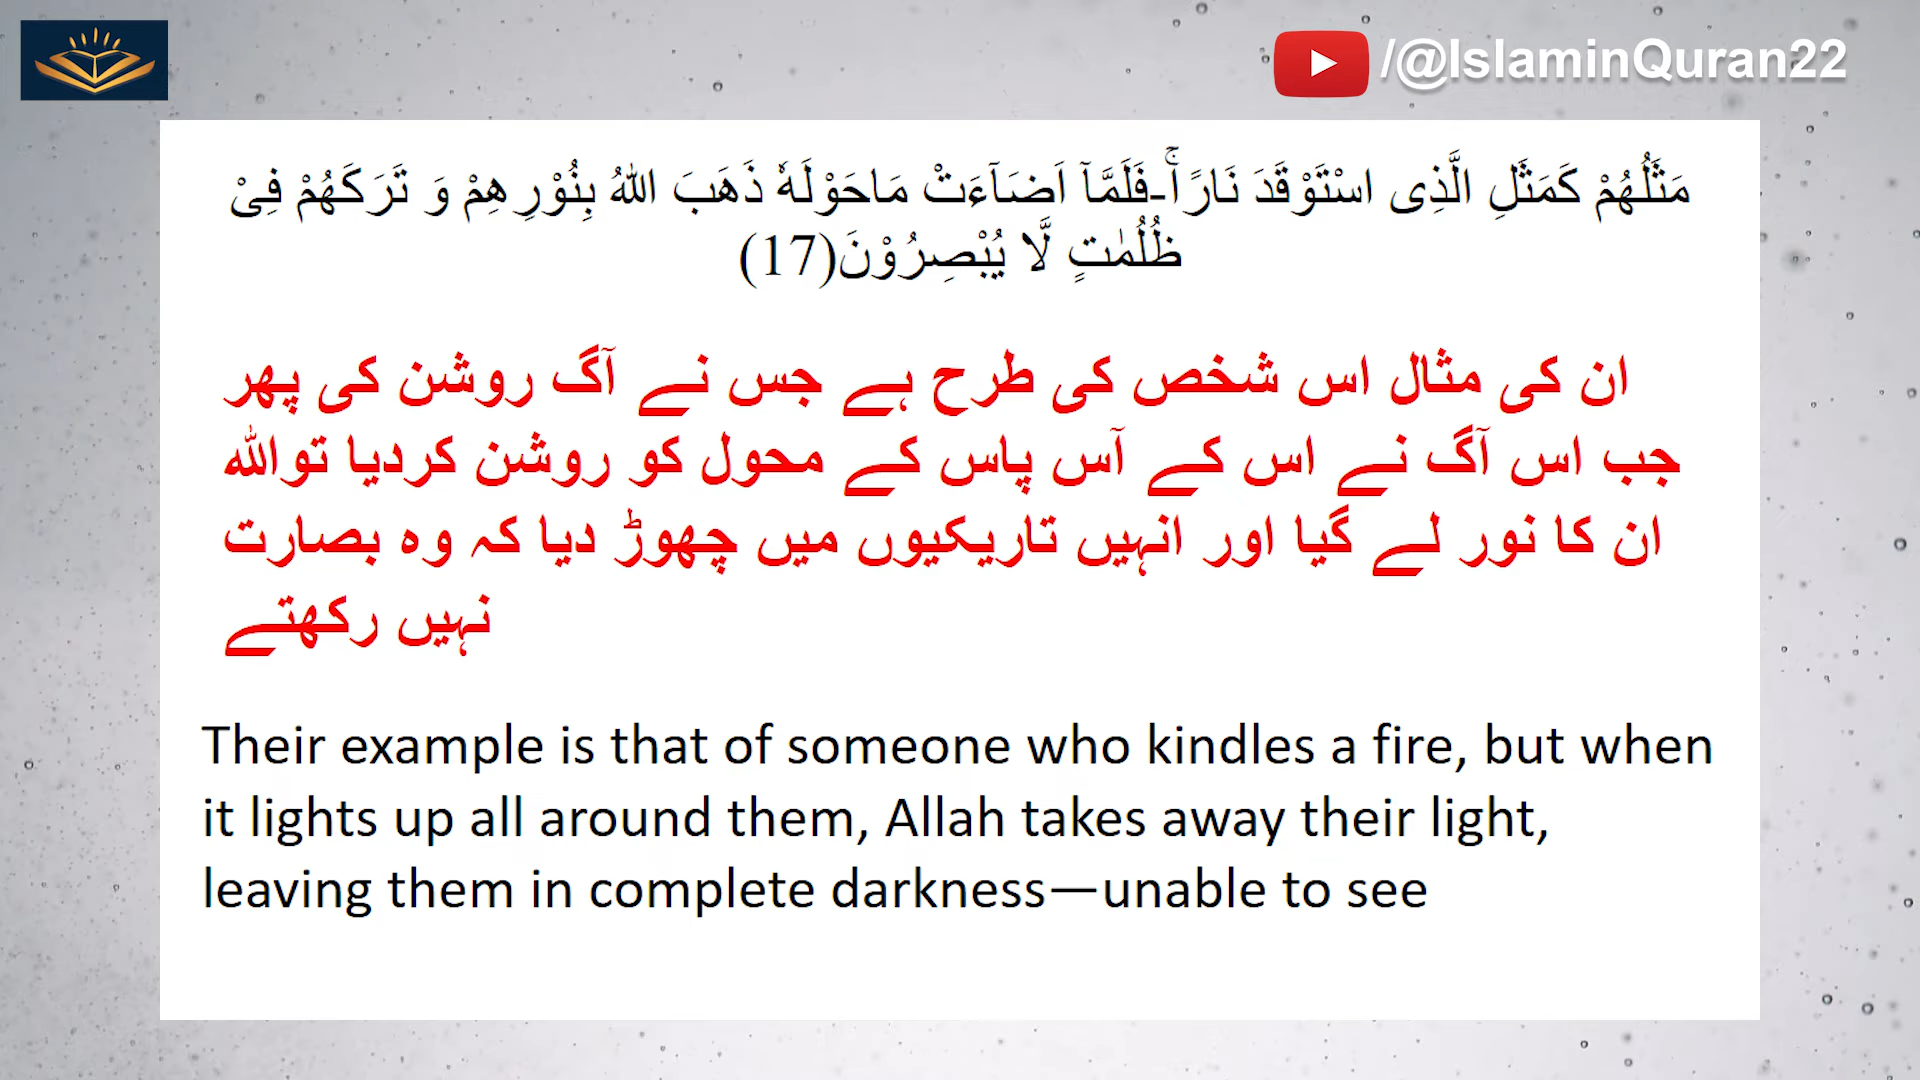 /@IslaminQuran22
مَثَلُهُمْ كَمَثَلِ الَّذِی اسْتَوْقَدَ نَارًاۚ-فَلَمَّاۤ اَضَآءَتْ مَاحَوْلَهٗ ذَهَبَ اللّٰهُ بِنُوْرِهِمْ وَ تَرَكَهُمْ فِیْ
ظُلُمٰتٍ لَّا یُبْصِرُوْنَ(17)
ان کی مثال اس شخص کی طرح ہے جس نے آگ روشن کی پھر
جب اس آگ نے اس کے آس پاس کے محول کو روشن کردیا تواللہ
ان کا نور لے گیا اور انہیں تاریکیوں میں چھوڑ دیا کہ وہ بصارت
نہیں رکھتے
Their example is that of someone who kindles a fire, but when
it lights up all around them, Allah takes away their light,
leaving them in complete darkness—unable to see